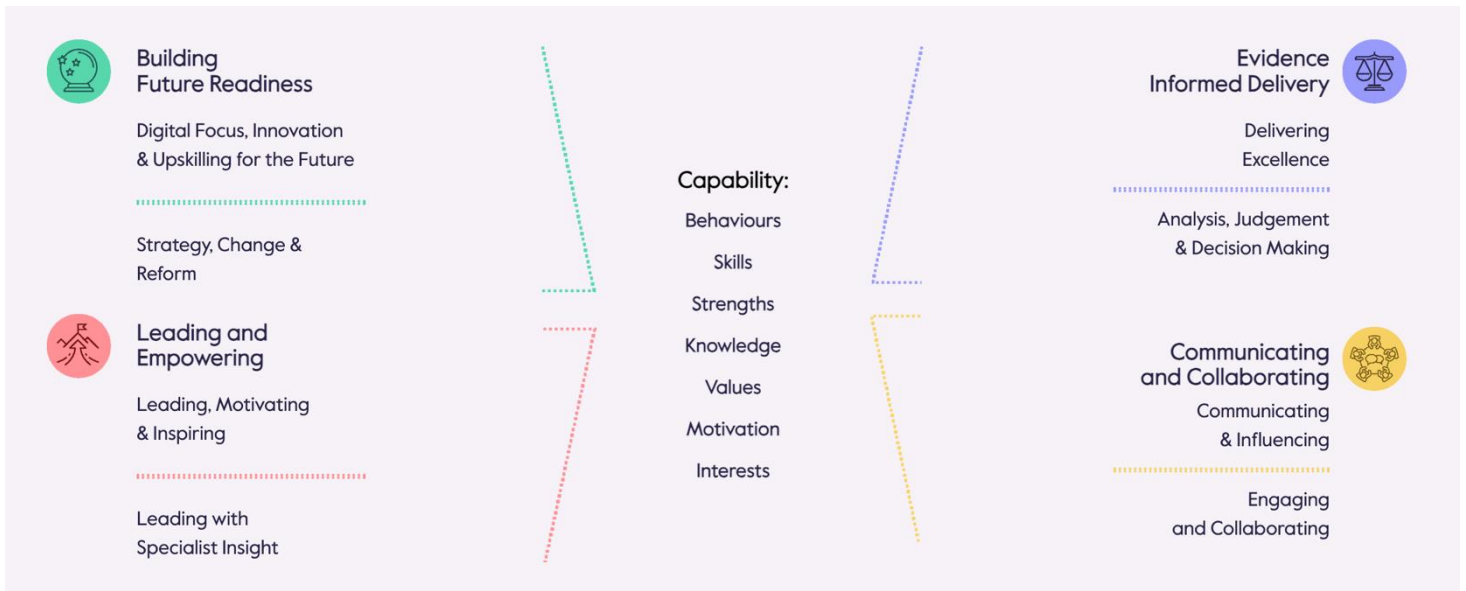 Building
Future Readiness
Digital Focus, Innovation
& Upskilling for the Future
Strategy, Change &
Reform
Leading and
Empowering
Leading, Motivating
& Inspiring
Leading with
Specialist Insight
Capability:
Behaviours
Skills
Strengths
Knowledge
Values
Motivation
Interests
Evidence
Informed Delivery
Delivering
Excellence
Analysis, Judgement
& Decision Making
Communicating
and Collaborating
Communicating
& Influencing
Engaging
and Collaborating